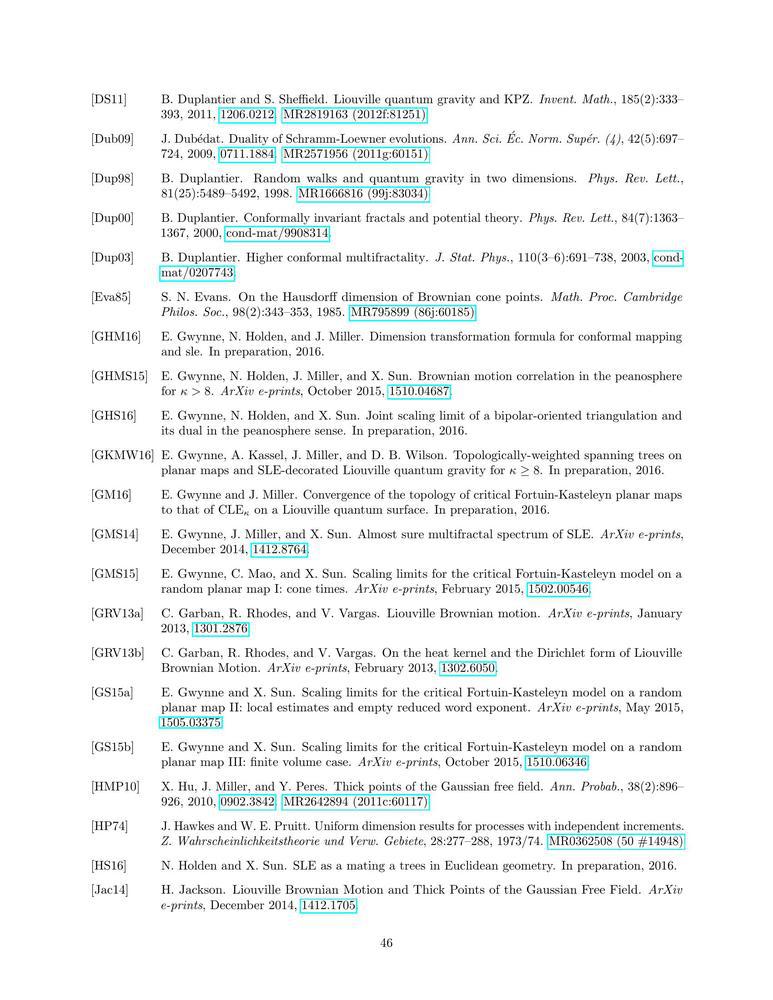 [DS11] B. Duplantier and S. Sheffield. Liouville quantum gravity and KPZ. Invent. Math., 185(2):333–
393, 2011, 1206.0212. MR2819163 (2012f:81251)
[Dub09] J. Dubédat. Duality of Schramm-Loewner evolutions. Ann. Sci. Éc. Norm. Supér. (4), 42(5):697–
724, 2009, 0711.1884. MR2571956 (2011g:60151)
[Dup98] B. Duplantier. Random walks and quantum gravity in two dimensions. Phys. Rev. Lett.,
81(25):5489–5492, 1998. MR1666816 (99j:83034)
[Dup00] B. Duplantier. Conformally invariant fractals and potential theory. Phys. Rev. Lett., 84(7):1363–
1367, 2000, cond-mat/9908314.
[Dup03] B. Duplantier. Higher conformal multifractality. J. Stat. Phys., 110(3–6):691–738, 2003, cond-
mat/0207743.
[Eva85] S. N. Evans. On the Hausdorff dimension of Brownian cone points. Math. Proc. Cambridge
Philos. Soc., 98(2):343–353, 1985. MR795899 (86j:60185)
[GHM16] E. Gwynne, N. Holden, and J. Miller. Dimension transformation formula for conformal mapping
and sle. In preparation, 2016.
[GHMS15] E. Gwynne, N. Holden, J. Miller, and X. Sun. Brownian motion correlation in the peanosphere
for κ > 8. ArXiv e-prints, October 2015, 1510.04687.
[GHS16] E. Gwynne, N. Holden, and X. Sun. Joint scaling limit of a bipolar-oriented triangulation and
its dual in the peanosphere sense. In preparation, 2016.
[GKMW16] E. Gwynne, A. Kassel, J. Miller, and D. B. Wilson. Topologically-weighted spanning trees on
planar maps and SLE-decorated Liouville quantum gravity for κ ≥ 8. In preparation, 2016.
[GM16] E. Gwynne and J. Miller. Convergence of the topology of critical Fortuin-Kasteleyn planar maps
to that of CLEκ on a Liouville quantum surface. In preparation, 2016.
[GMS14] E. Gwynne, J. Miller, and X. Sun. Almost sure multifractal spectrum of SLE. ArXiv e-prints,
December 2014, 1412.8764.
[GMS15] E. Gwynne, C. Mao, and X. Sun. Scaling limits for the critical Fortuin-Kasteleyn model on a
random planar map I: cone times. ArXiv e-prints, February 2015, 1502.00546.
[GRV13a] C. Garban, R. Rhodes, and V. Vargas. Liouville Brownian motion. ArXiv e-prints, January
2013, 1301.2876.
[GRV13b] C. Garban, R. Rhodes, and V. Vargas. On the heat kernel and the Dirichlet form of Liouville
Brownian Motion. ArXiv e-prints, February 2013, 1302.6050.
[GS15a] E. Gwynne and X. Sun. Scaling limits for the critical Fortuin-Kasteleyn model on a random
planar map II: local estimates and empty reduced word exponent. ArXiv e-prints, May 2015,
1505.03375.
[GS15b] E. Gwynne and X. Sun. Scaling limits for the critical Fortuin-Kasteleyn model on a random
planar map III: finite volume case. ArXiv e-prints, October 2015, 1510.06346.
[HMP10] X. Hu, J. Miller, and Y. Peres. Thick points of the Gaussian free field. Ann. Probab., 38(2):896–
926, 2010, 0902.3842. MR2642894 (2011c:60117)
[HP74] J. Hawkes and W. E. Pruitt. Uniform dimension results for processes with independent increments.
Z. Wahrscheinlichkeitstheorie und Verw. Gebiete, 28:277–288, 1973/74. MR0362508 (50 #14948)
[HS16] N. Holden and X. Sun. SLE as a mating a trees in Euclidean geometry. In preparation, 2016.
[Jac14] H. Jackson. Liouville Brownian Motion and Thick Points of the Gaussian Free Field. ArXiv
e-prints, December 2014, 1412.1705.
46